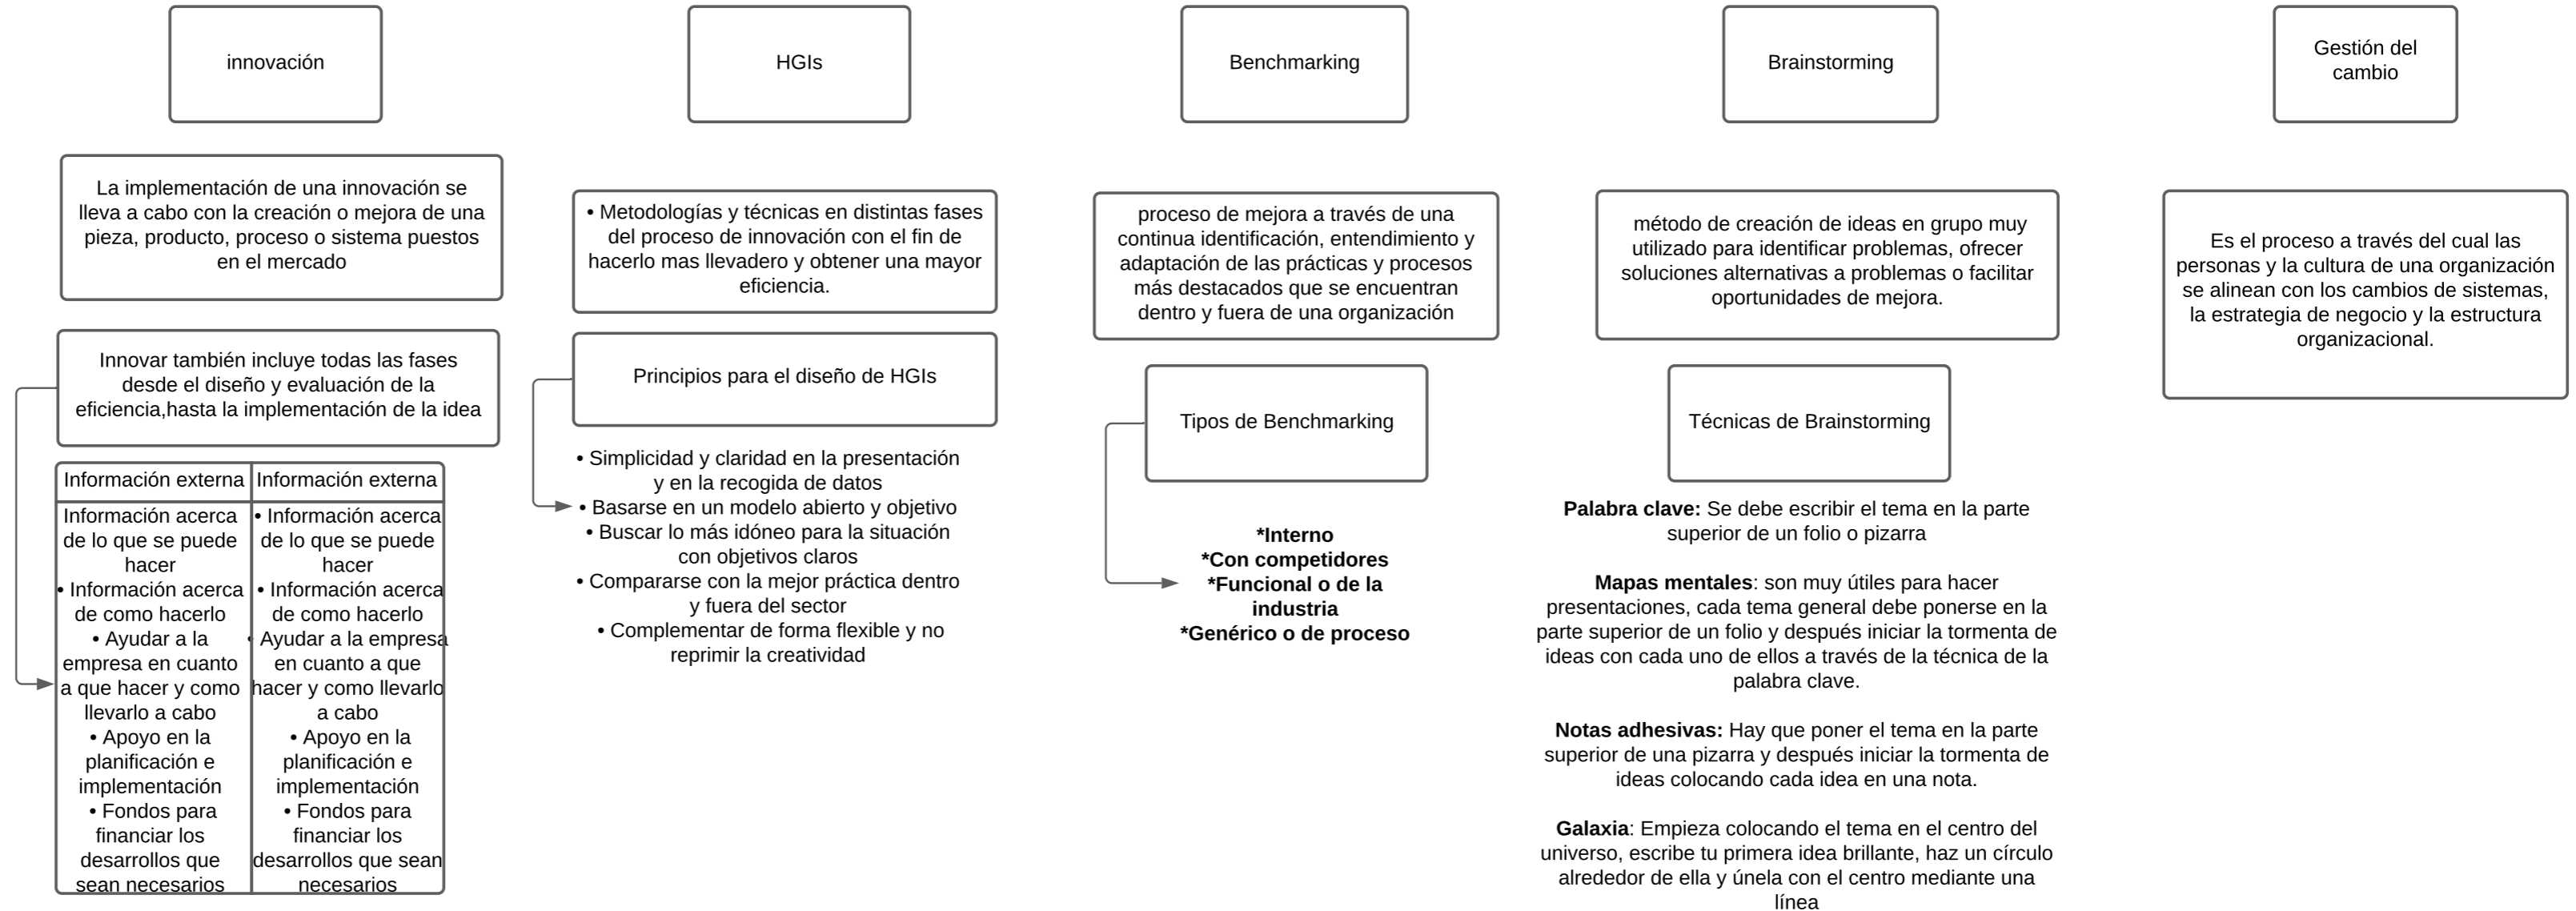 innovación
La implementación de una innovación se
lleva a cabo con la creación o mejora de una
pieza, producto, proceso o sistema puestos
en el mercado
Innovar también incluye todas las fases
desde el diseño y evaluación de la
eficiencia,hasta la implementación de la idea
Información externa
Información acerca
de lo que se puede
hacer
• Información acerca
de como hacerlo
• Ayudar a la
empresa en cuanto
a que hacer y como
llevarlo a cabo
• Apoyo en la
planificación e
implementación
• Fondos para
financiar los
desarrollos que
sean necesarios
Información externa
• Información acerca
de lo que se puede
hacer
• Información acerca
de como hacerlo
• Ayudar a la empresa
en cuanto a que
hacer y como llevarlo
a cabo
• Apoyo en la
planificación e
implementación
• Fondos para
financiar los
desarrollos que sean
necesarios
HGIs
• Metodologías y técnicas en distintas fases
del proceso de innovación con el fin de
hacerlo mas llevadero y obtener una mayor
eficiencia.
Principios para el diseño de HGIs
• Simplicidad y claridad en la presentación
y en la recogida de datos
• Basarse en un modelo abierto y objetivo
• Buscar lo más idóneo para la situación
con objetivos claros
• Compararse con la mejor práctica dentro
y fuera del sector
• Complementar de forma flexible y no
reprimir la creatividad
Benchmarking
proceso de mejora a través de una
continua identificación, entendimiento y
adaptación de las prácticas y procesos
más destacados que se encuentran
dentro y fuera de una organización
Tipos de Benchmarking
*Interno
*Con competidores
*Funcional o de la
industria
*Genérico o de proceso
Brainstorming
método de creación de ideas en grupo muy
utilizado para identificar problemas, ofrecer
soluciones alternativas a problemas o facilitar
oportunidades de mejora.
Técnicas de Brainstorming
Palabra clave: Se debe escribir el tema en la parte
superior de un folio o pizarra
Mapas mentales: son muy útiles para hacer
presentaciones, cada tema general debe ponerse en la
parte superior de un folio y después iniciar la tormenta de
ideas con cada uno de ellos a través de la técnica de la
palabra clave.
Notas adhesivas: Hay que poner el tema en la parte
superior de una pizarra y después iniciar la tormenta de
ideas colocando cada idea en una nota.
Galaxia: Empieza colocando el tema en el centro del
universo, escribe tu primera idea brillante, haz un círculo
alrededor de ella y únela con el centro mediante una
línea
Gestión del
cambio
Es el proceso a través del cual las
personas y la cultura de una organización
se alinean con los cambios de sistemas,
la estrategia de negocio y la estructura
organizacional.